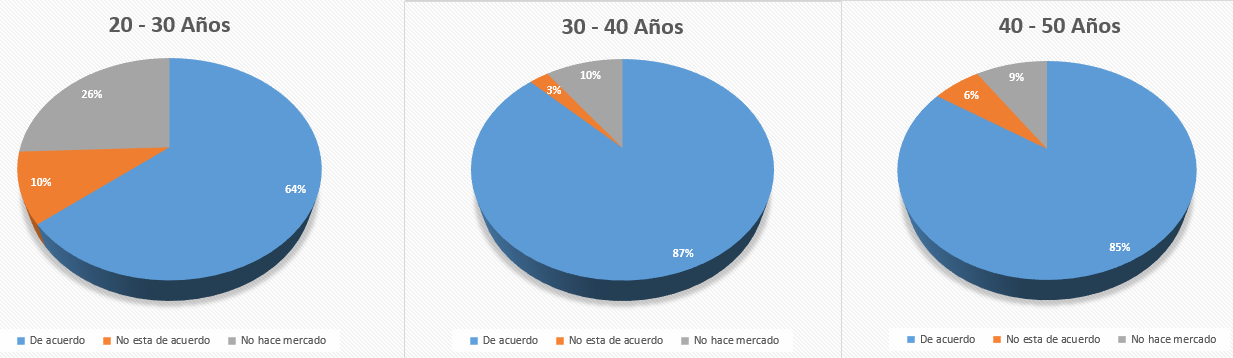 20 - 30 Años
26%
10%
64%
De acuerdo No esta de acuerdo No hace mercado
30 - 40 Años
10%
3%
87%
De acuerdo No esta de acuerdo No hace mercado
40 - 50 Años
9%
6%
85%
De acuerdo No esta de acuerdo No hace mercado